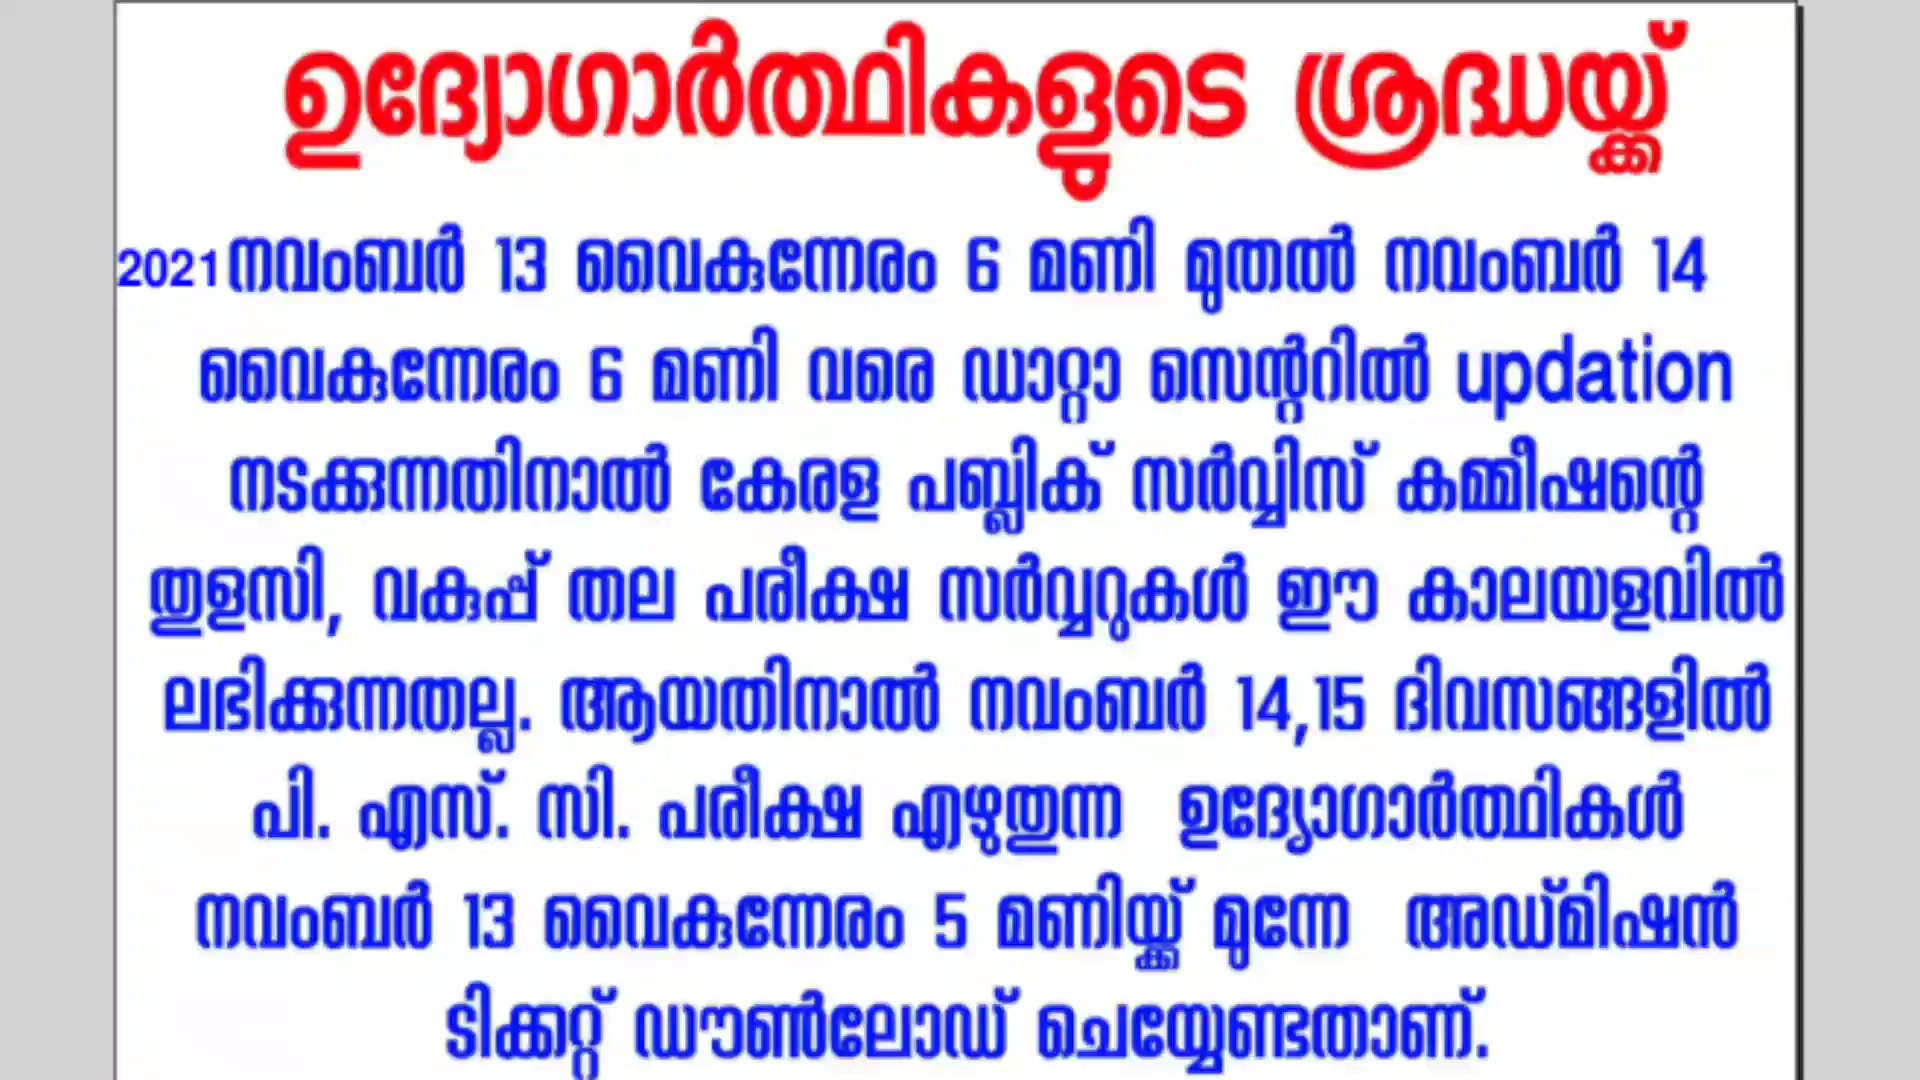 ഉദ്യോഗാർത്ഥികളുടെ ശ്രദ്ധയ്ക്ക്
2021 നവംബർ 13 വൈകുന്നേരം 6 മണി മുതൽ നവംബർ 14
വൈകുന്നേരം 6 മണി വരെ ഡാറ്റാ സെന്ററിൽ updation
നടക്കുന്നതിനാൽ കേരള പബ്ലിക് സർവ്വിസ് കമ്മീഷന്റെ
തുളസി, വകുപ്പ് തല പരീക്ഷ സർവ്വറുകൾ ഈ കാലയളവിൽ
ലഭിക്കുന്നതല്ല. ആയതിനാൽ നവംബർ 14,15 ദിവസങ്ങളിൽ
പി. എസ്. സി. പരീക്ഷ എഴുതുന്ന ഉദ്യോഗാർത്ഥികൾ
നവംബർ 13 വൈകുന്നേരം 5 മണിയ്ക്ക് മുന്നേ അഡ്മിഷൻ
ടിക്കറ്റ് ഡൗൺലോഡ് ചെയ്യേണ്ടതാണ്.